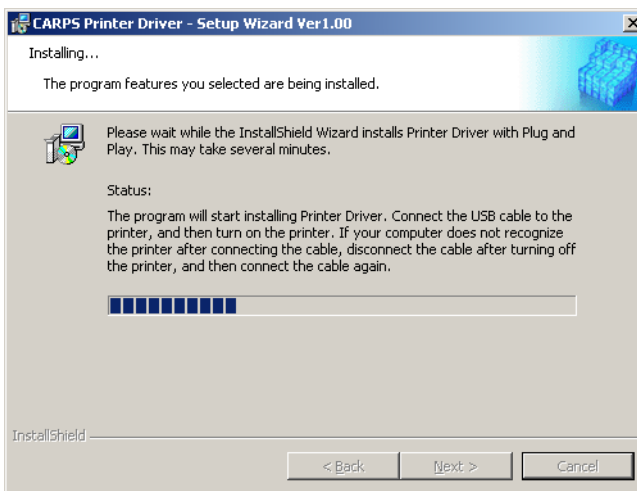 CARPS Printer Driver - Setup Wizard Ver1.00
Installing...
The program features you selected are being installed.
Please wait while the InstallShield Wizard installs Printer Driver with Plug and
Play. This may take several minutes.
Status:
The program will start installing Printer Driver. Connect the USB cable to the
printer, and then turn on the printer. If your computer does not recognize
the printer after connecting the cable, disconnect the cable after turning off
the printer, and then connect the cable again.
InstallShield
< Back
Next >
Cancel